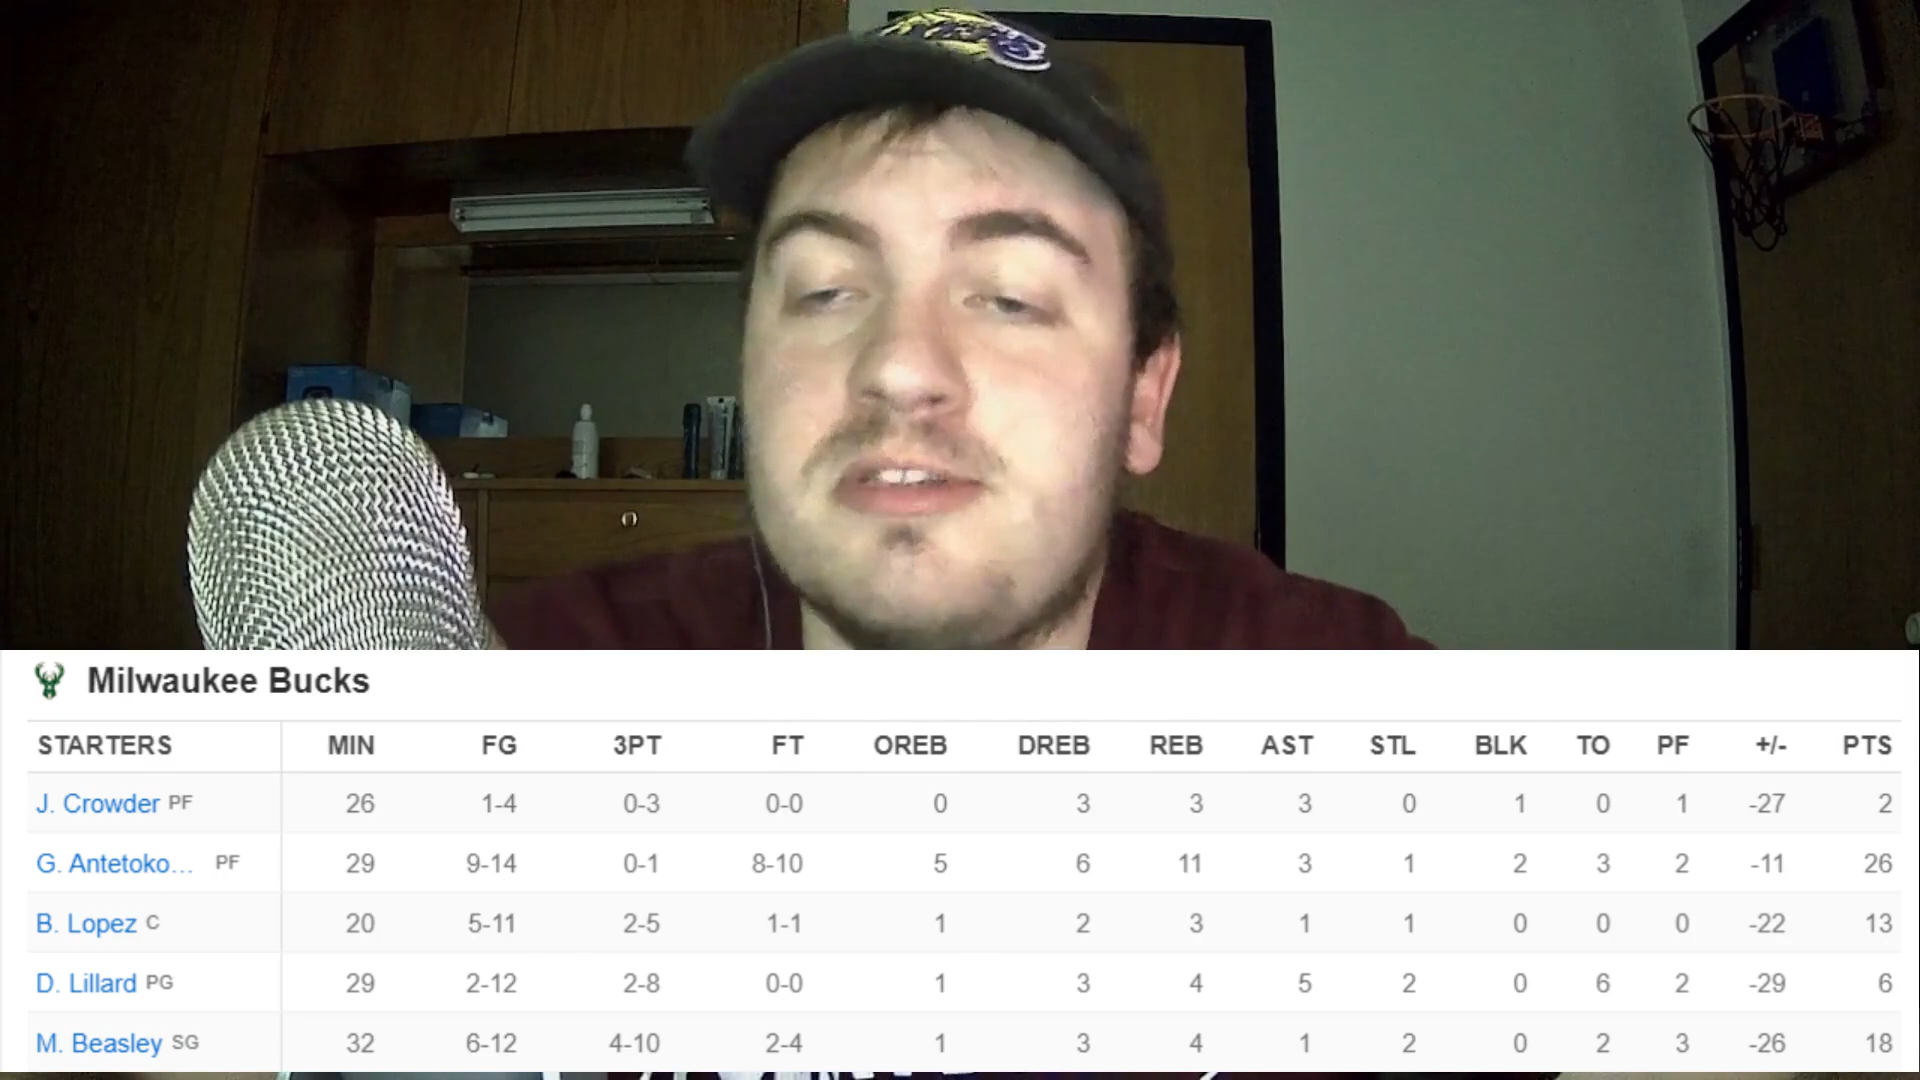 Milwaukee Bucks
STARTERS MIN FG 3PT FT OREB DREB REB AST STL BLK TO PF +/- PTS
J. Crowder PF 26 1-4 0-3 0-0 0 3 3 3 0 1 0 1 -27 2
G. Antetoko... PF 29 9-14 0-1 8-10 5 6 11 3 1 2 3 2 -11 26
B. Lopez C 20 5-11 2-5 1-1 1 2 3 1 1 0 0 0 -22 13
D. Lillard PG 29 2-12 2-8 0-0 1 3 4 5 2 0 6 2 -29 6
M. Beasley SG 32 6-12 4-10 2-4 1 3 4 1 2 0 2 3 -26 18